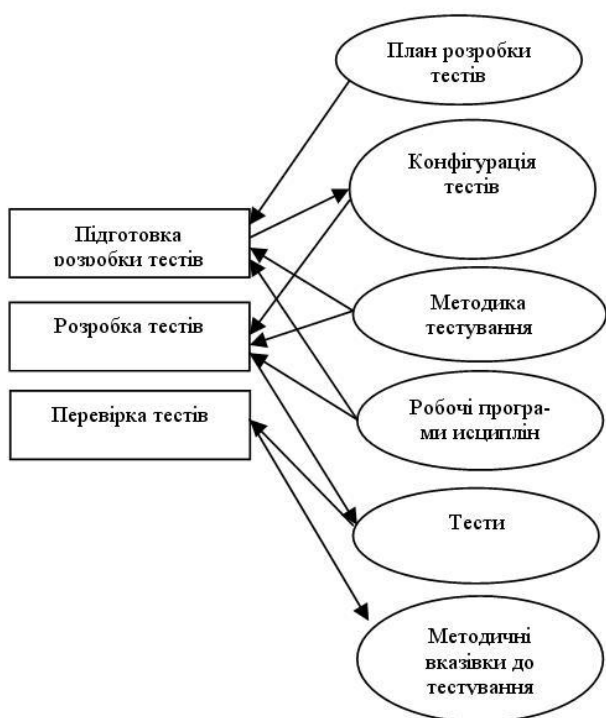 План розробки
тестів
Конфігурація
тестів
Підготовка
розробки тестів
Методика
тестування
Розробка тестів
Перевірка тестів
Робочі програ-
ми исциплін
Тести
Методичні
вказівки до
тестування